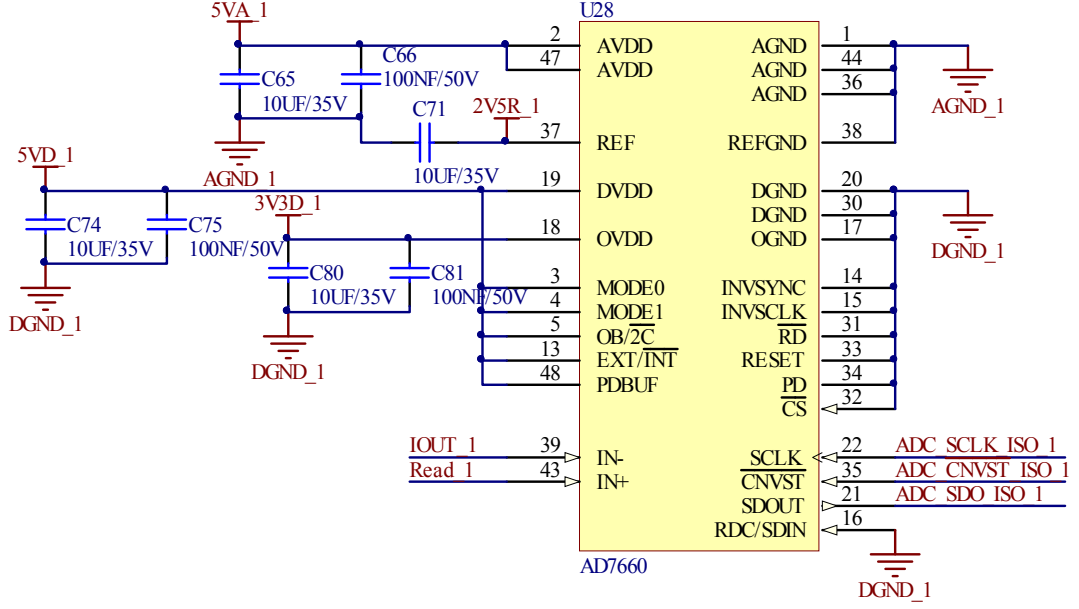 5VA_1
U28
2
AVDD
AGND
1
47
AVDD
AGND
44
AGND
36
C65
10UF/35V
C66
100NF/50V
AGND_1
C71
10UF/35V
2V5R_1
37
REF
REFGND
38
AGND_1
5VD_1
19
DVDD
DGND
20
DGND
30
3V3D_1
18
OVDD
OGND
17
DGND_1
C74
10UF/35V
C75
100NF/50V
C80
10UF/35V
C81
100NF/50V
DGND_1
DGND_1
3
MODE0
INVSYNC
14
4
MODE1
INVSCLK
15
5
OB/2C
RD
31
13
EXT/INT
RESET
33
48
PDBUF
PD
34
CS
32
IOUT_1
39
IN-
SCLK
22
ADC_SCLK_ISO_1
Read_1
43
IN+
CNVST
35
ADC_CNVST_ISO_1
SDOUT
21
ADC_SDO_ISO_1
RDC/SDIN
16
AD7660
DGND_1